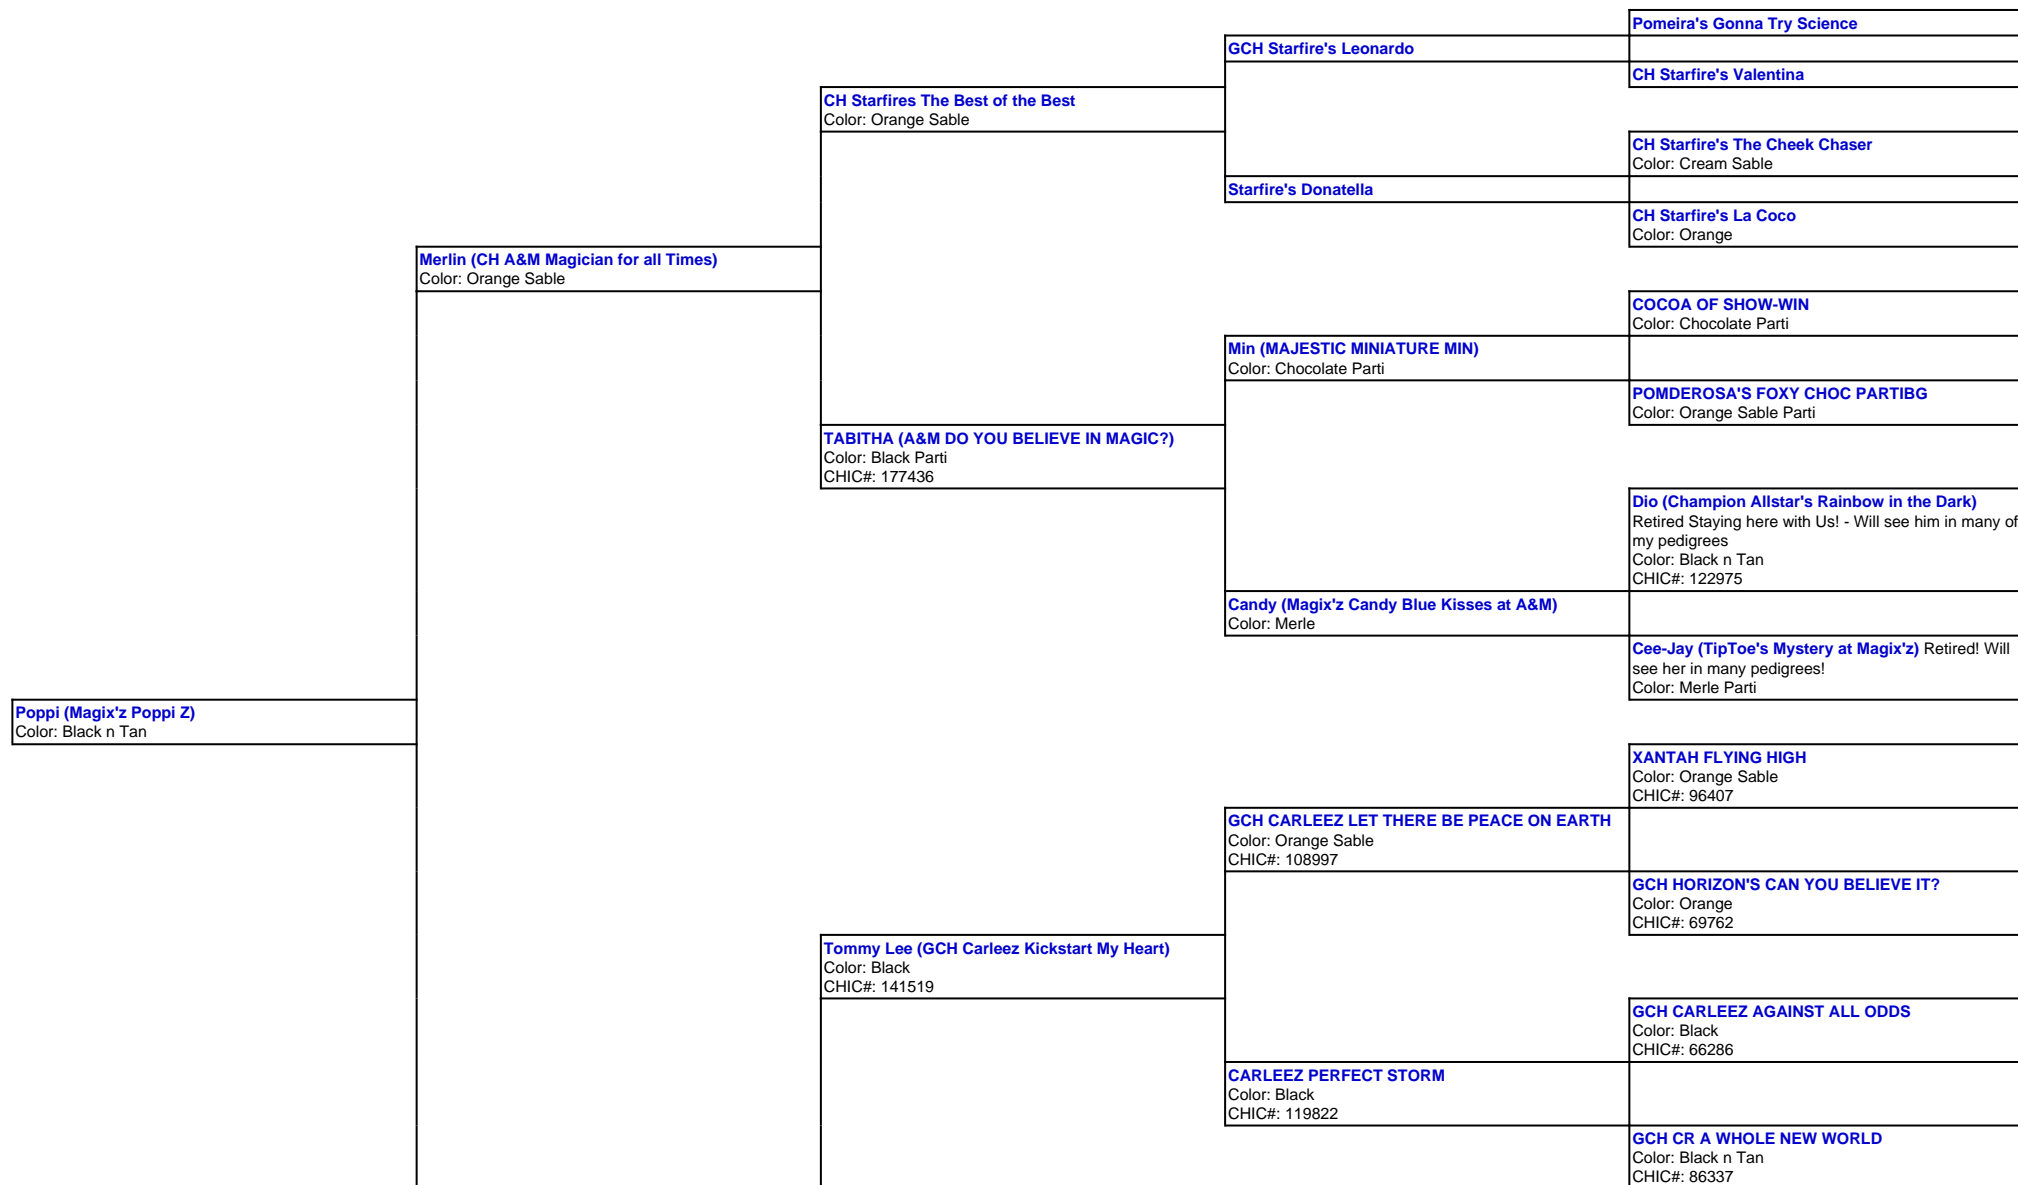 Pomeira's Gonna Try Science
GCH Starfire's Leonardo
CH Starfire's Valentina
CH Starfires The Best of the Best
Color: Orange Sable
CH Starfire's The Cheek Chaser
Color: Cream Sable
Starfire's Donatella
CH Starfire's La Coco
Color: Orange
Merlin (CH A&M Magician for all Times)
Color: Orange Sable
COCOA OF SHOW-WIN
Color: Chocolate Parti
Min (MAJESTIC MINIATURE MIN)
Color: Chocolate Parti
POMDEROSA'S FOXY CHOC PARTIBG
Color: Orange Sable Parti
TABITHA (A&M DO YOU BELIEVE IN MAGIC?)
Color: Black Parti
CHIC#: 177436
Dio (Champion Allstar's Rainbow in the Dark)
Retired Staying here with Us! - Will see him in many of
my pedigrees
Color: Black n Tan
CHIC#: 122975
Candy (Magix'z Candy Blue Kisses at A&M)
Color: Merle
Cee-Jay (TipToe's Mystery at Magix'z) Retired! Will
see her in many pedigrees!
Color: Merle Parti
Poppi (Magix'z Poppi Z)
Color: Black n Tan
XANTAH FLYING HIGH
Color: Orange Sable
CHIC#: 96407
GCH CARLEEZ LET THERE BE PEACE ON EARTH
Color: Orange Sable
CHIC#: 108997
GCH HORIZON'S CAN YOU BELIEVE IT?
Color: Orange
CHIC#: 69762
Tommy Lee (GCH Carleez Kickstart My Heart)
Color: Black
CHIC#: 141519
GCH CARLEEZ AGAINST ALL ODDS
Color: Black
CHIC#: 66286
CARLEEZ PERFECT STORM
Color: Black
CHIC#: 119822
GCH CR A WHOLE NEW WORLD
Color: Black n Tan
CHIC#: 86337